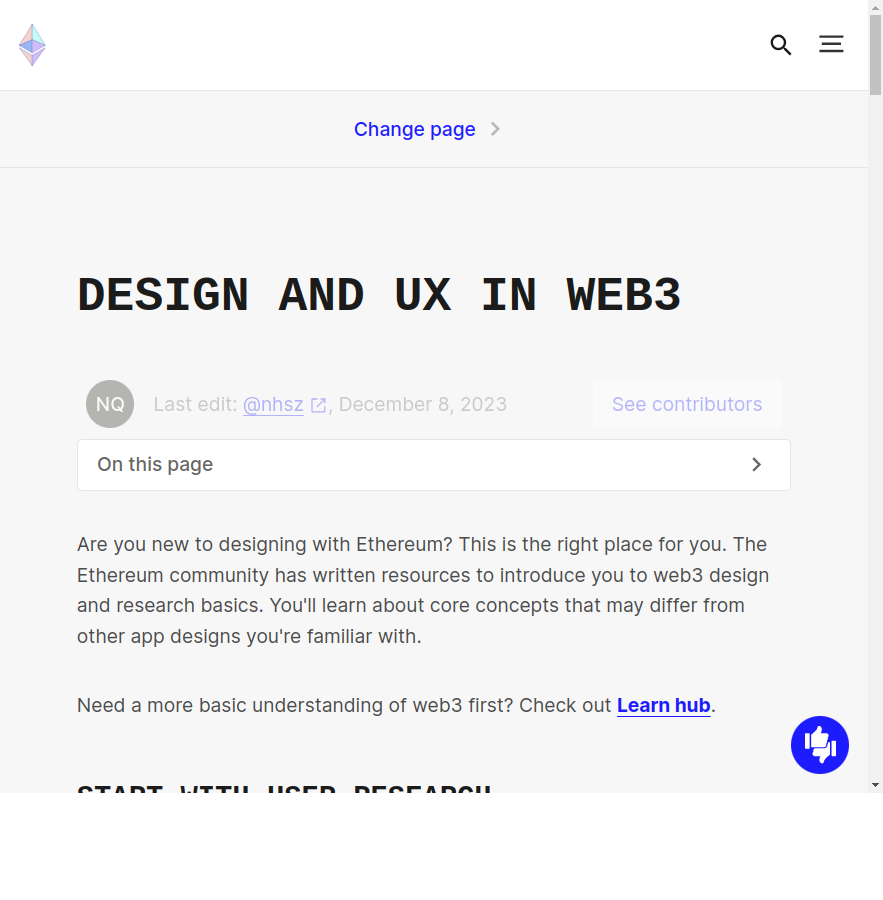 Change page
DESIGN AND UX IN WEB3
NQ
Last edit: @nhsz, December 8, 2023
See contributors
On this page
Are you new to designing with Ethereum? This is the right place for you. The
Ethereum community has written resources to introduce you to web3 design
and research basics. You'll learn about core concepts that may differ from
other app designs you're familiar with.
Need a more basic understanding of web3 first? Check out Learn hub.
START WITH USER RESEARCH